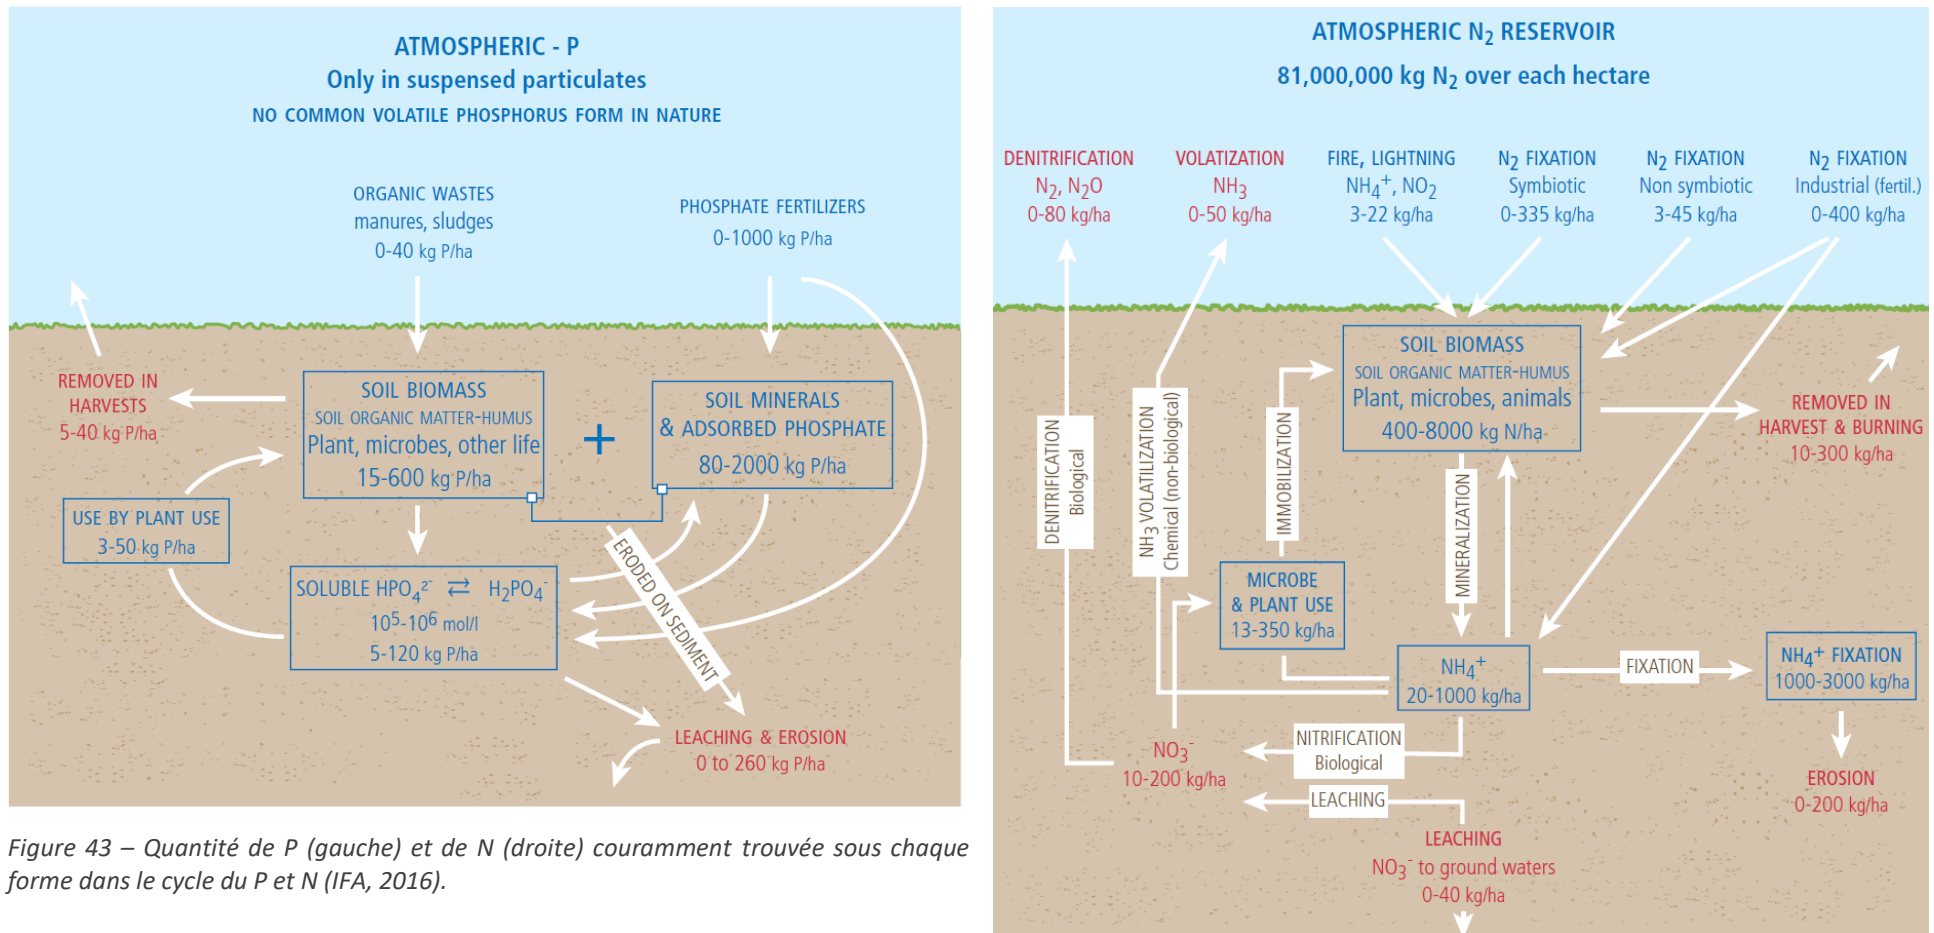 ATMOSPHERIC - P
Only in suspensed particulates
NO COMMON VOLATILE PHOSPHORUS FORM IN NATURE
ORGANIC WASTES
manures, sludges
0-40 kg P/ha
PHOSPHATE FERTILIZERS
0-1000 kg P/ha
REMOVED IN
HARVESTS
5-40 kg P/ha
SOIL BIOMASS
SOIL ORGANIC MATTER-HUMUS
Plant, microbes, other life
15-600 kg P/ha
+
SOIL MINERALS
& ADSORBED PHOSPHATE
80-2000 kg P/ha
USE BY PLANT USE
3-50 kg P/ha
SOLUBLE HPO₄²⁻ ⇄ H₂PO₄⁻
10⁵-10⁶ mol/l
5-120 kg P/ha
ERODED ON SEDIMENT
LEACHING & EROSION
0 to 260 kg P/ha
Figure 43 – Quantité de P (gauche) et de N (droite) couramment trouvée sous chaque
forme dans le cycle du P et N (IFA, 2016).
ATMOSPHERIC N₂ RESERVOIR
81,000,000 kg N₂ over each hectare
DENITRIFICATION
N₂, N₂O
0-80 kg/ha
VOLATIZATION
NH₃
0-50 kg/ha
FIRE, LIGHTNING
NH₄⁺, NO₂
3-22 kg/ha
N₂ FIXATION
Symbiotic
0-335 kg/ha
N₂ FIXATION
Non symbiotic
3-45 kg/ha
N₂ FIXATION
Industrial (fertil.)
0-400 kg/ha
SOIL BIOMASS
SOIL ORGANIC MATTER-HUMUS
Plant, microbes, animals
400-8000 kg N/ha
REMOVED IN
HARVEST & BURNING
10-300 kg/ha
DENITRIFICATION
Biological
NH₃ VOLATILIZATION
Chemical (non-biological)
IMMOBILIZATION
MINERALIZATION
MICROBE
& PLANT USE
13-350 kg/ha
NH₄⁺
20-1000 kg/ha
FIXATION
NH₄⁺ FIXATION
1000-3000 kg/ha
NO₃⁻
10-200 kg/ha
NITRIFICATION
Biological
LEACHING
EROSION
0-200 kg/ha
LEACHING
NO₃⁻ to ground waters
0-40 kg/ha